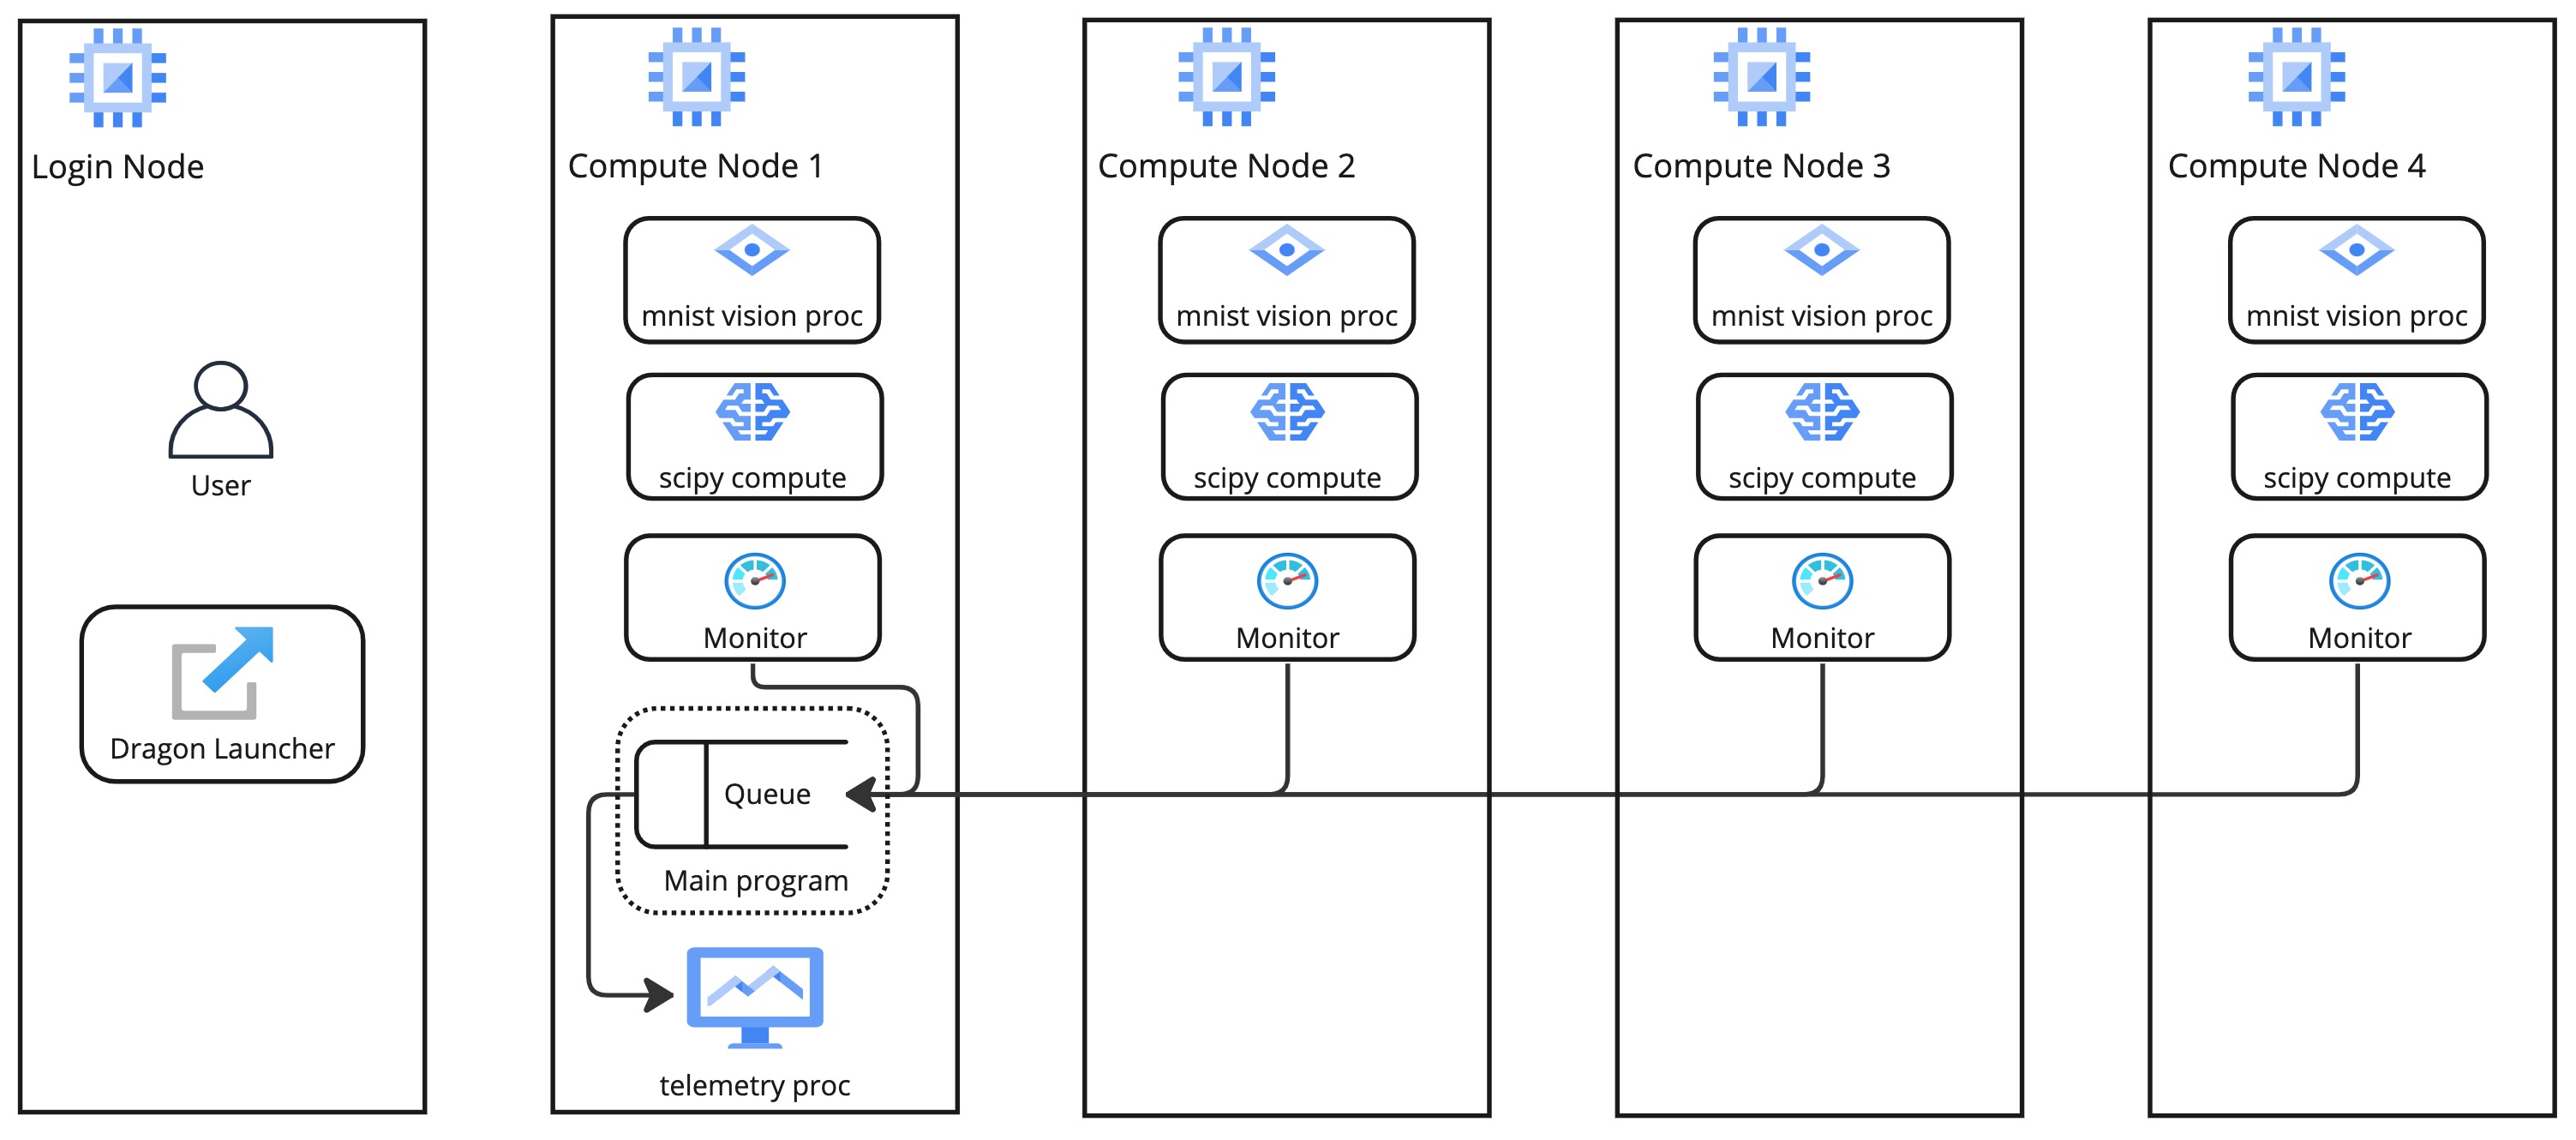 Login Node
User
Dragon Launcher
Compute Node 1
mnist vision proc
scipy compute
Monitor
Queue
Main program
telemetry proc
Compute Node 2
mnist vision proc
scipy compute
Monitor
Compute Node 3
mnist vision proc
scipy compute
Monitor
Compute Node 4
mnist vision proc
scipy compute
Monitor